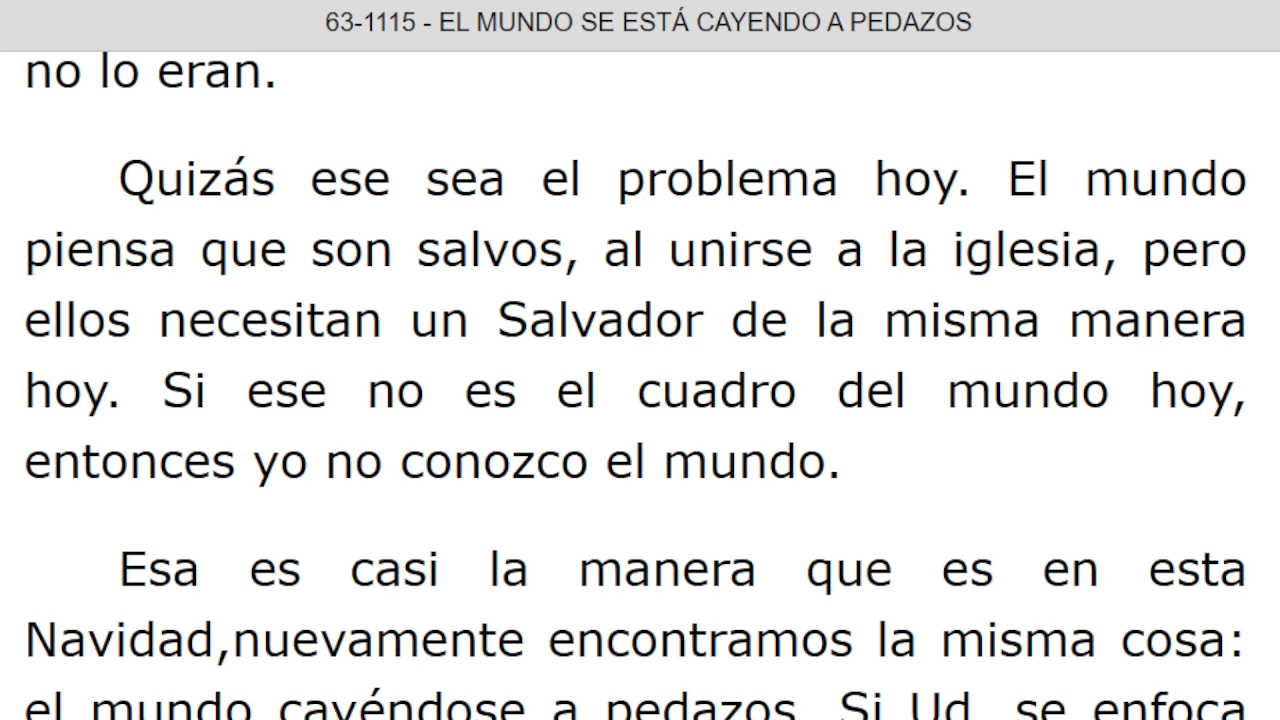 63-1115 - EL MUNDO SE ESTÁ CAYENDO A PEDAZOS
no lo eran.
Quizás ese sea el problema hoy. El mundo
piensa que son salvos, al unirse a la iglesia, pero
ellos necesitan un Salvador de la misma manera
hoy. Si ese no es el cuadro del mundo hoy,
entonces yo no conozco el mundo.
Esa es casi la manera que es en esta
Navidad,nuevamente encontramos la misma cosa:
el mundo cayéndose a pedazos. Si Ud. se enfoca